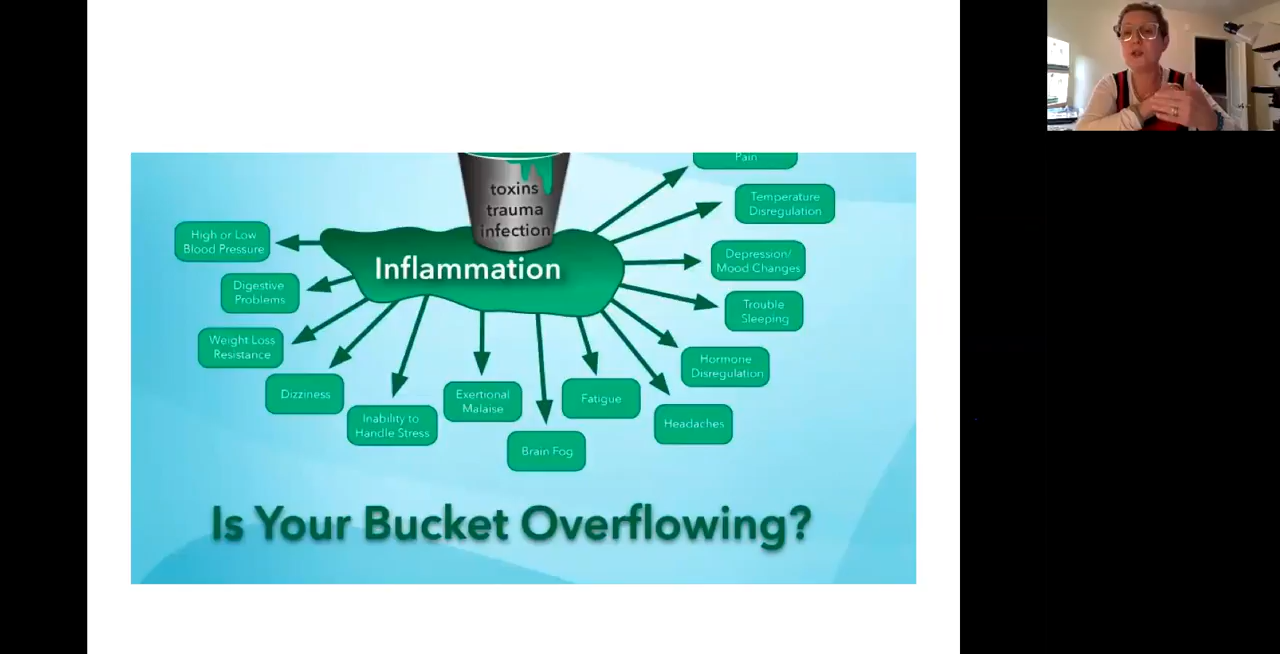 Pain
toxins
trauma
infection
Temperature
Disregulation
High or Low
Blood Pressure
Inflammation
Depression/
Mood Changes
Digestive
Problems
Trouble
Sleeping
Weight Loss
Resistance
Hormone
Disregulation
Dizziness
Exertional
Malaise
Fatigue
Inability to
Handle Stress
Headaches
Brain Fog
Is Your Bucket Overflowing?